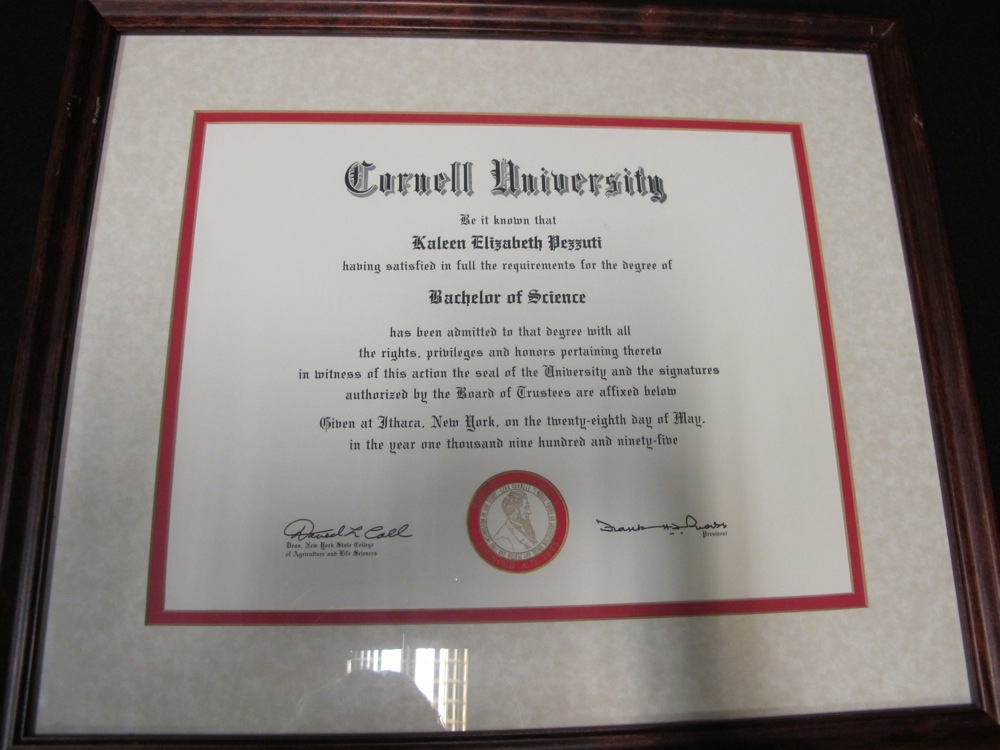 Cornell University
Be it known that
Kaleen Elizabeth Pezzuti
having satisfied in full the requirements for the degree of
Bachelor of Science
has been admitted to that degree with all
the rights, privileges and honors pertaining thereto
in witness of this action the seal of the University and the signatures
authorized by the Board of Trustees are affixed below
Given at Ithaca, New York, on the twenty-eighth day of May,
in the year one thousand nine hundred and ninety-five
David L. Call
Dean, New York State College
of Agriculture and Life Sciences
Frank H. T. Rhodes
President